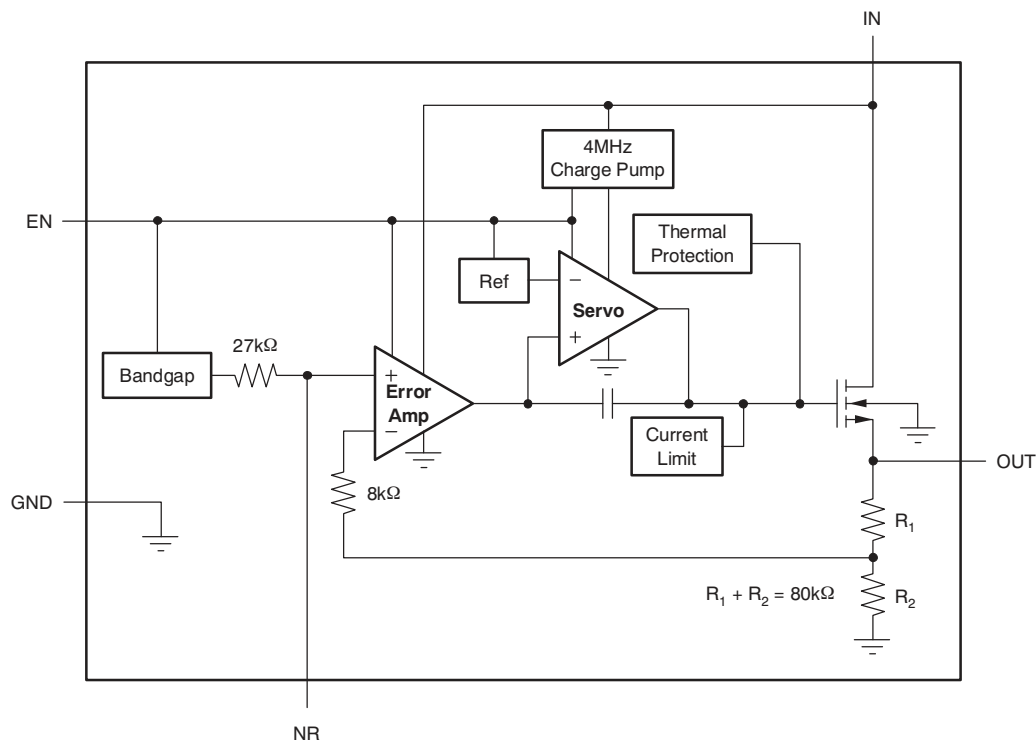 IN
4MHz
Charge Pump
EN
Thermal
Protection
Ref
−
Servo
+
27kΩ
Bandgap
+
Error
Amp
−
Current
Limit
OUT
GND
8kΩ
R1
R1 + R2 = 80kΩ
R2
NR